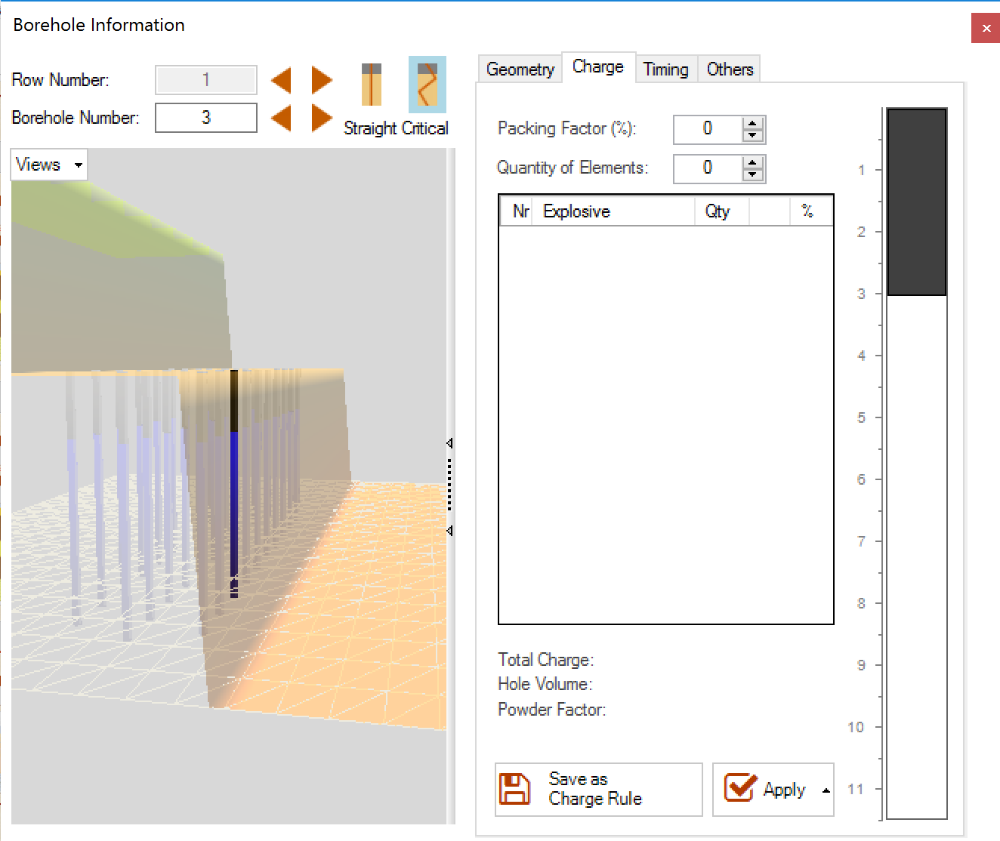 Borehole Information
Row Number: 1
Borehole Number: 3
Straight Critical
Views
Geometry Charge Timing Others
Packing Factor (%): 0
Quantity of Elements: 0
Nr Explosive Qty %
Total Charge:
Hole Volume:
Powder Factor:
Save as
Charge Rule
Apply
1
2
3
4
5
6
7
8
9
10
11